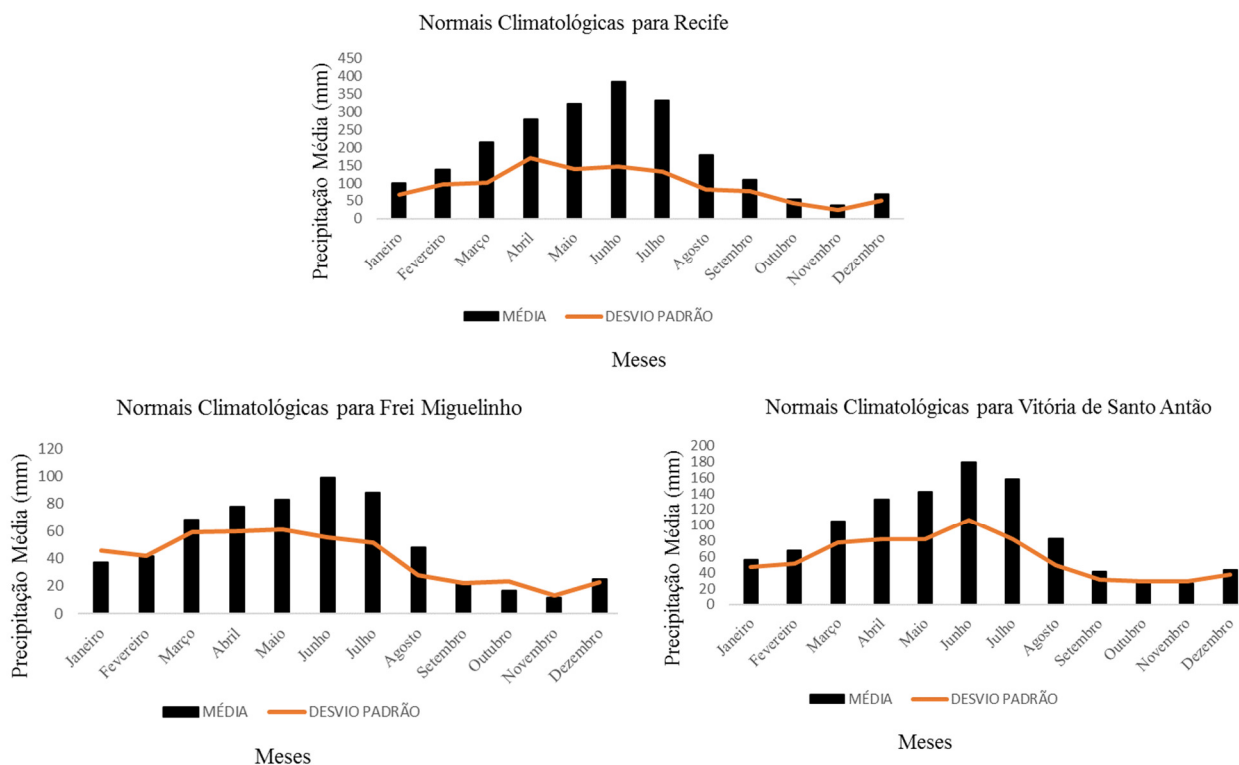 Normais Climatológicas para Recife
Precipitação Média (mm)
450
400
350
300
250
200
150
100
50
0
Janeiro
Fevereiro
Março
Abril
Maio
Junho
Julho
Agosto
Setembro
Outubro
Novembro
Dezembro
MÉDIA
DESVIO PADRÃO
Meses
Normais Climatológicas para Frei Miguelinho
Precipitação Média (mm)
120
100
80
60
40
20
0
Janeiro
Fevereiro
Março
Abril
Maio
Junho
Julho
Agosto
Setembro
Outubro
Novembro
Dezembro
MÉDIA
DESVIO PADRÃO
Meses
Normais Climatológicas para Vitória de Santo Antão
Precipitação Média (mm)
200
180
160
140
120
100
80
60
40
20
0
Janeiro
Fevereiro
Março
Abril
Maio
Junho
Julho
Agosto
Setembro
Outubro
Novembro
Dezembro
MÉDIA
DESVIO PADRÃO
Meses